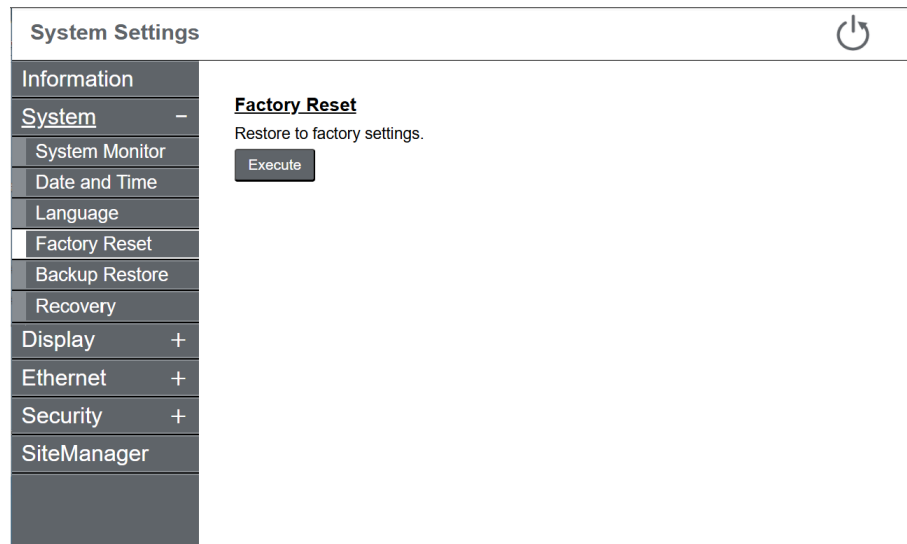 System Settings
Information
System −
System Monitor
Date and Time
Language
Factory Reset
Backup Restore
Recovery
Display +
Ethernet +
Security +
SiteManager
Factory Reset
Restore to factory settings.
Execute